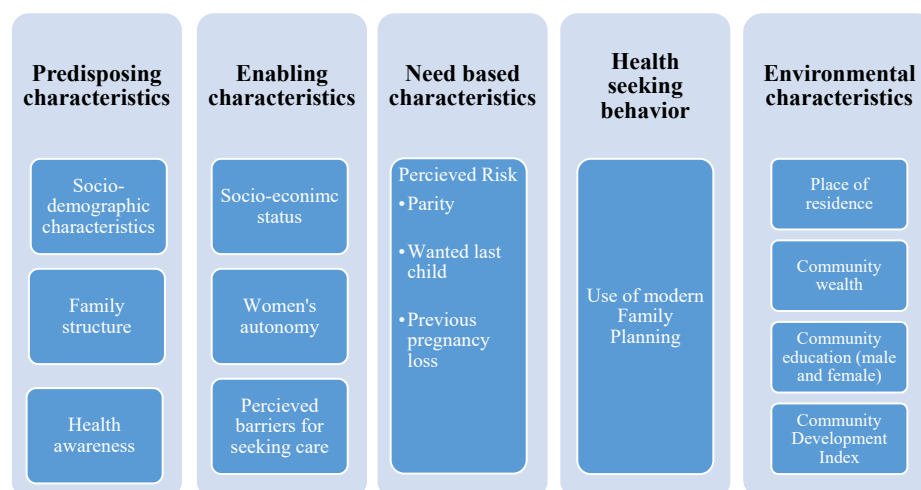 Predisposing
characteristics
Socio-
demographic
characteristics
Family
structure
Health
awareness
Enabling
characteristics
Socio-econimc
status
Women's
autonomy
Percieved
barriers for
seeking care
Need based
characteristics
Percieved Risk
•Parity
•Wanted last
child
•Previous
pregnancy
loss
Health
seeking
behavior
Use of modern
Family
Planning
Environmental
characteristics
Place of
residence
Community
wealth
Community
education (male
and female)
Community
Development
Index